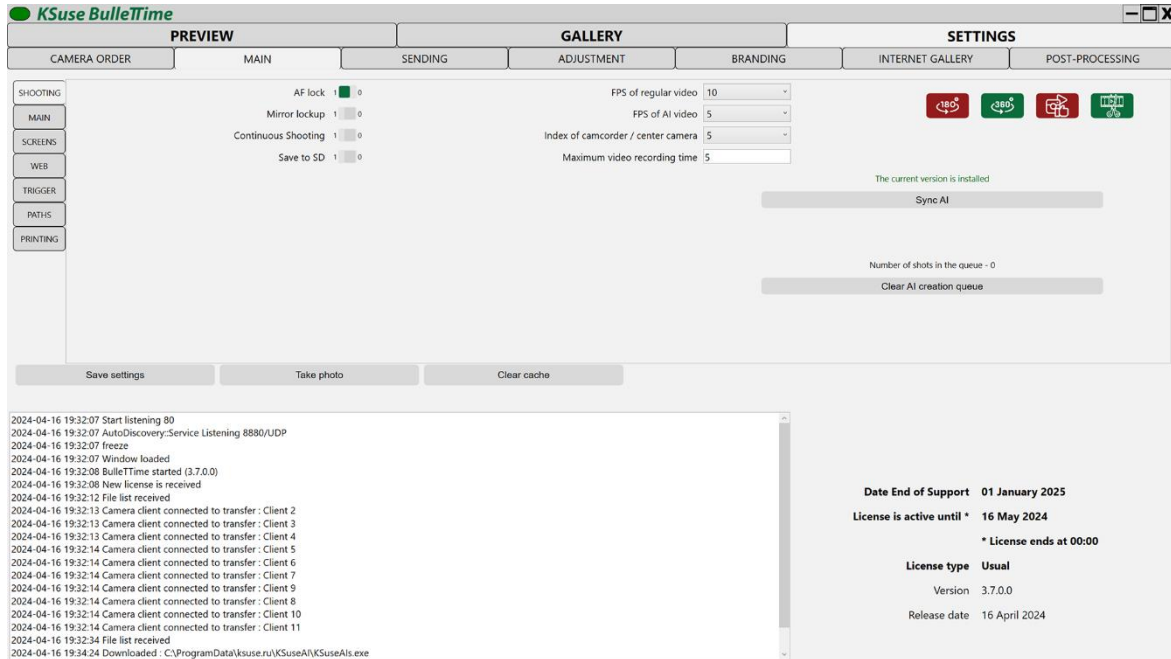 KSuse BulleTTime
PREVIEW GALLERY SETTINGS
CAMERA ORDER MAIN SENDING ADJUSTMENT BRANDING INTERNET GALLERY POST-PROCESSING
SHOOTING
MAIN
SCREENS
WEB
TRIGGER
PATHS
PRINTING
AF lock 1 0
Mirror lockup 1 0
Continuous Shooting 1 0
Save to SD 1 0
FPS of regular video 10
FPS of AI video 5
Index of camcorder / center camera 5
Maximum video recording time 5
180° 360°
The current version is installed
Sync AI
Number of shots in the queue - 0
Clear AI creation queue
Save settings Take photo Clear cache
2024-04-16 19:32:07 Start listening 80
2024-04-16 19:32:07 AutoDiscovery::Service Listening 8880/UDP
2024-04-16 19:32:07 freeze
2024-04-16 19:32:07 Window loaded
2024-04-16 19:32:08 BulleTTime started (3.7.0.0)
2024-04-16 19:32:08 New license is received
2024-04-16 19:32:12 File list received
2024-04-16 19:32:13 Camera client connected to transfer : Client 2
2024-04-16 19:32:13 Camera client connected to transfer : Client 3
2024-04-16 19:32:13 Camera client connected to transfer : Client 4
2024-04-16 19:32:14 Camera client connected to transfer : Client 5
2024-04-16 19:32:14 Camera client connected to transfer : Client 6
2024-04-16 19:32:14 Camera client connected to transfer : Client 7
2024-04-16 19:32:14 Camera client connected to transfer : Client 9
2024-04-16 19:32:14 Camera client connected to transfer : Client 8
2024-04-16 19:32:14 Camera client connected to transfer : Client 10
2024-04-16 19:32:14 Camera client connected to transfer : Client 11
2024-04-16 19:32:34 File list received
2024-04-16 19:34:24 Downloaded : C:\ProgramData\ksuse.ru\KSuseAI\KSuseAIs.exe
Date End of Support 01 January 2025
License is active until * 16 May 2024
* License ends at 00:00
License type Usual
Version 3.7.0.0
Release date 16 April 2024